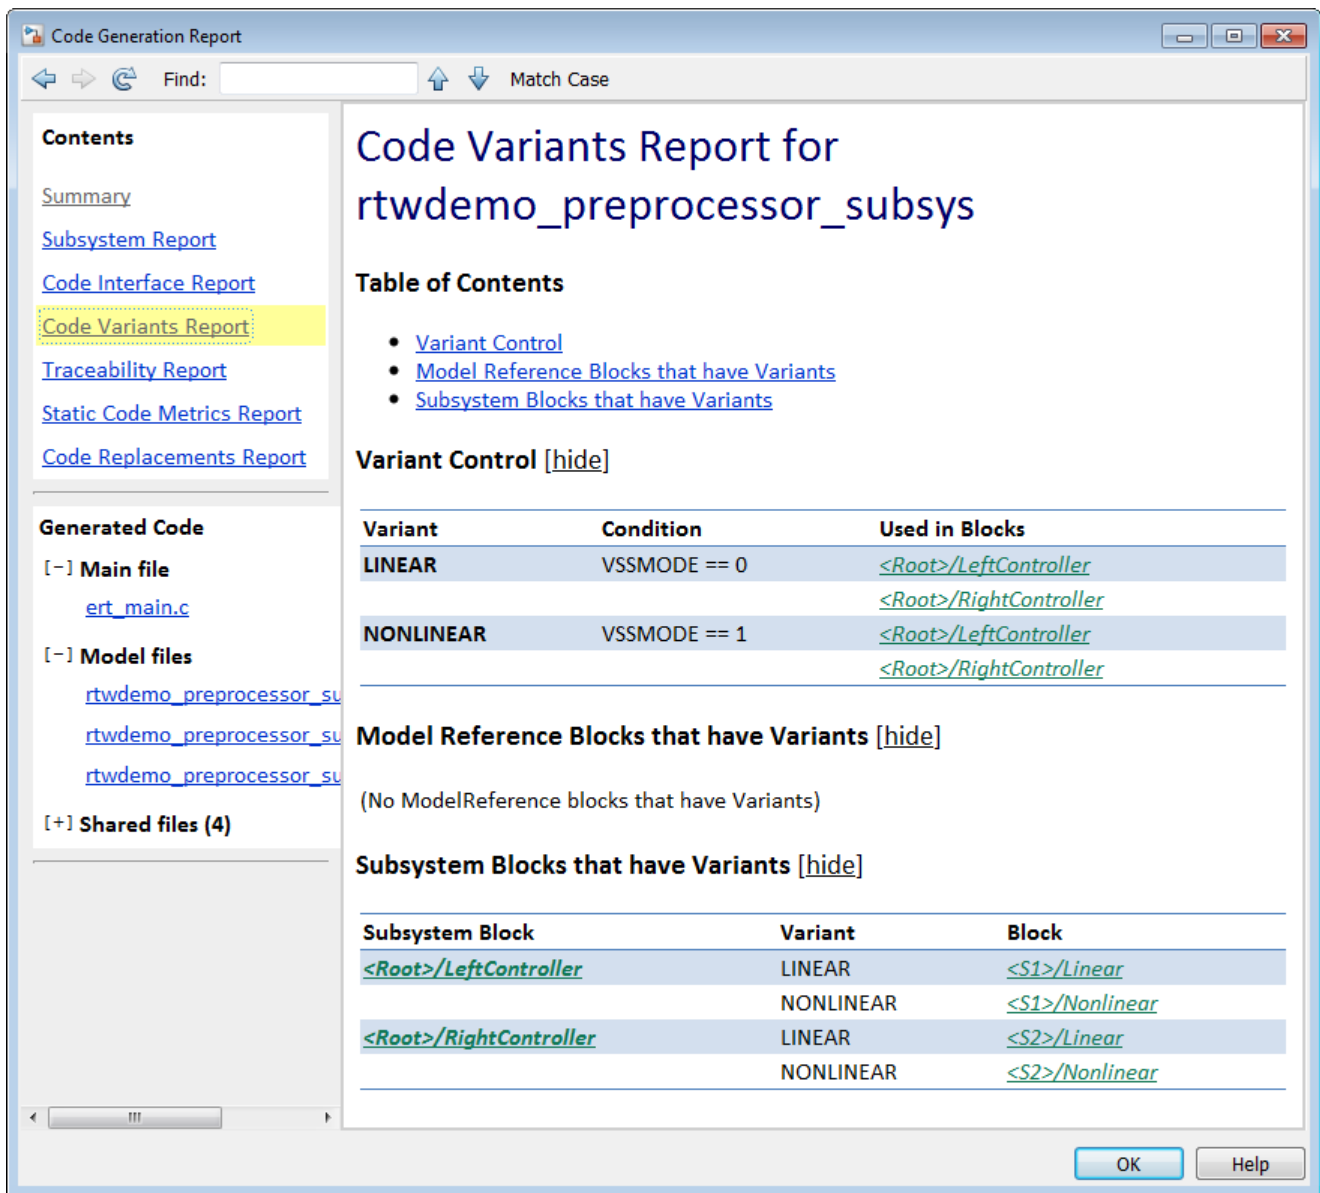 Code Generation Report
Find:
Match Case
Contents
Summary
Subsystem Report
Code Interface Report
Code Variants Report
Traceability Report
Static Code Metrics Report
Code Replacements Report
Generated Code
[-] Main file
ert_main.c
[-] Model files
rtwdemo_preprocessor_su
rtwdemo_preprocessor_su
rtwdemo_preprocessor_su
[+] Shared files (4)
Code Variants Report for
rtwdemo_preprocessor_subsys
Table of Contents
• Variant Control
• Model Reference Blocks that have Variants
• Subsystem Blocks that have Variants
Variant Control [hide]
Variant Condition Used in Blocks
LINEAR VSSMODE == 0 <Root>/LeftController
<Root>/RightController
NONLINEAR VSSMODE == 1 <Root>/LeftController
<Root>/RightController
Model Reference Blocks that have Variants [hide]
(No ModelReference blocks that have Variants)
Subsystem Blocks that have Variants [hide]
Subsystem Block Variant Block
<Root>/LeftController LINEAR <S1>/Linear
NONLINEAR <S1>/Nonlinear
<Root>/RightController LINEAR <S2>/Linear
NONLINEAR <S2>/Nonlinear
OK Help